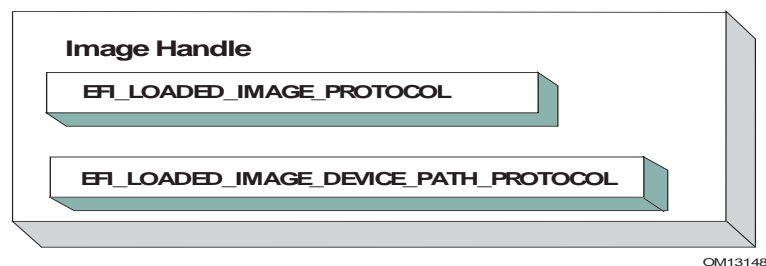 Image Handle
EFI_LOADED_IMAGE_PROTOCOL
EFI_LOADED_IMAGE_DEVICE_PATH_PROTOCOL
OM13148